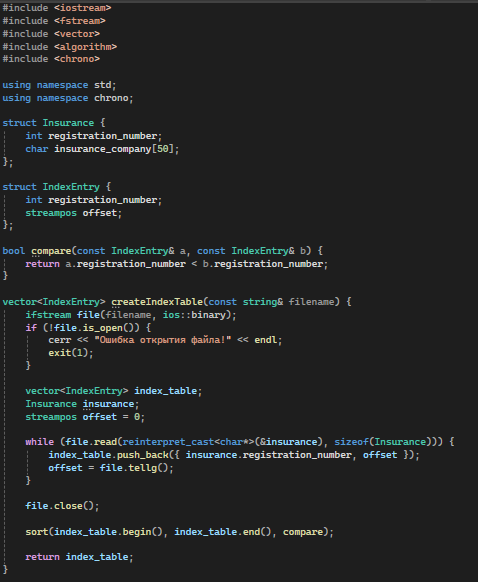 #include <iostream>
#include <fstream>
#include <vector>
#include <algorithm>
#include <chrono>

using namespace std;
using namespace chrono;

struct Insurance {
    int registration_number;
    char insurance_company[50];
};

struct IndexEntry {
    int registration_number;
    streampos offset;
};

bool compare(const IndexEntry& a, const IndexEntry& b) {
    return a.registration_number < b.registration_number;
}

vector<IndexEntry> createIndexTable(const string& filename) {
    ifstream file(filename, ios::binary);
    if (!file.is_open()) {
        cerr << "Ошибка открытия файла!" << endl;
        exit(1);
    }

    vector<IndexEntry> index_table;
    Insurance insurance;
    streampos offset = 0;

    while (file.read(reinterpret_cast<char*>(&insurance), sizeof(Insurance))) {
        index_table.push_back({ insurance.registration_number, offset });
        offset = file.tellg();
    }

    file.close();

    sort(index_table.begin(), index_table.end(), compare);

    return index_table;
}